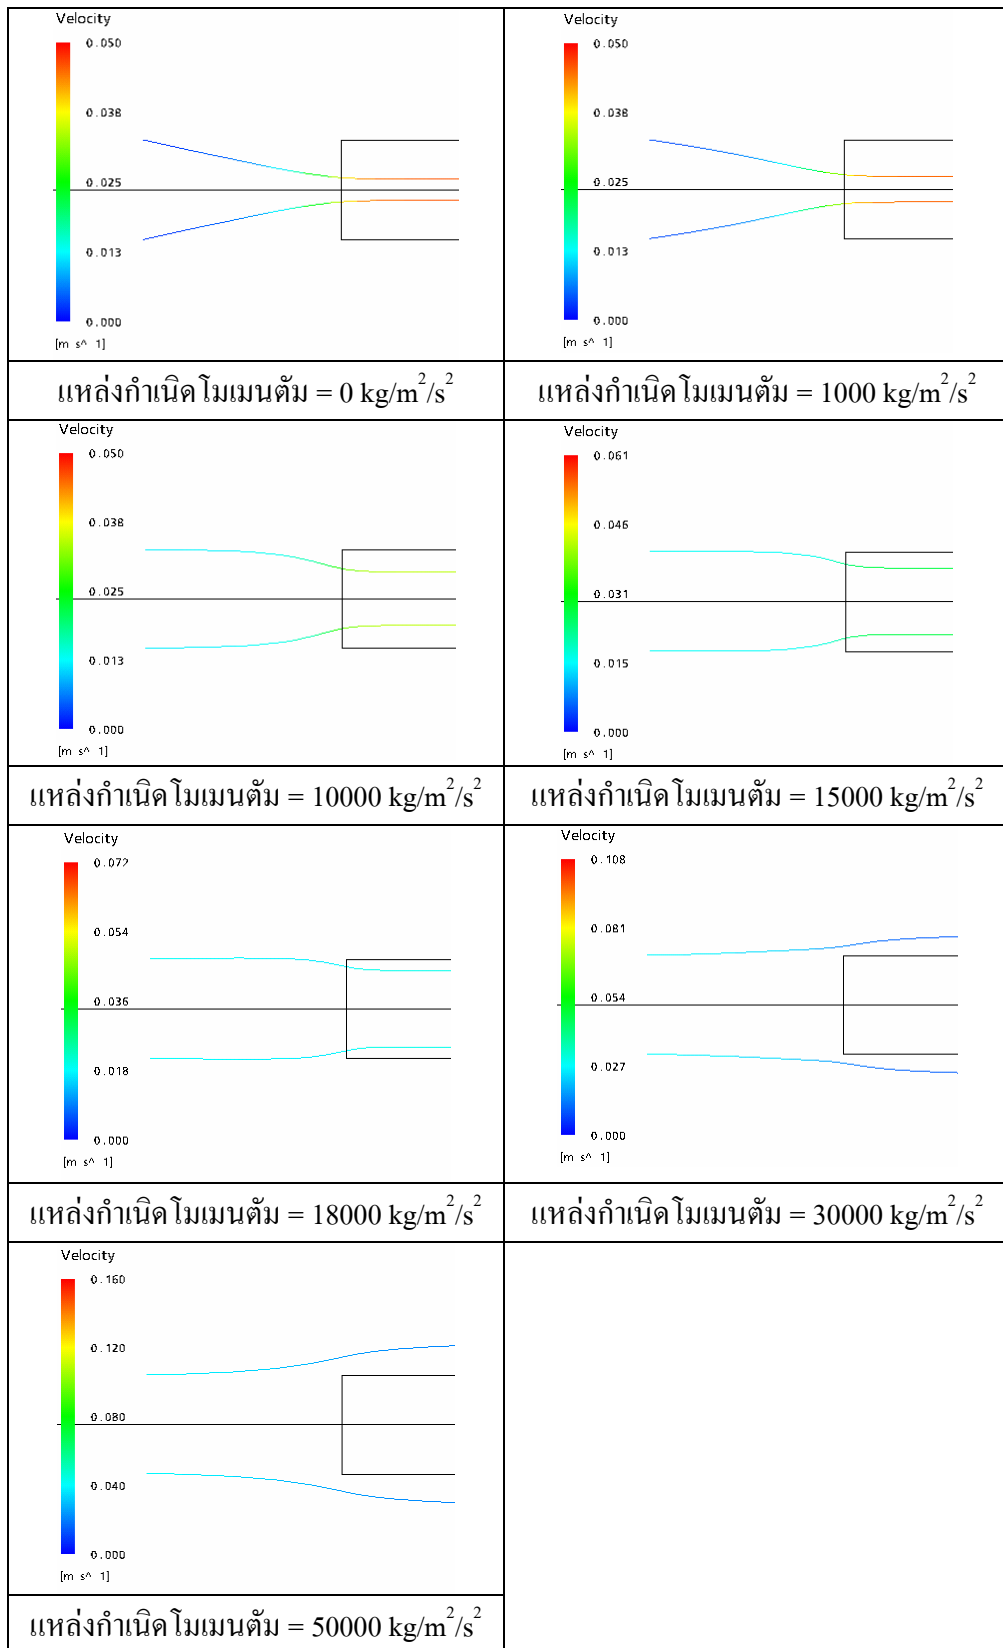 Velocity
0.050
0.038
0.025
0.013
0.000
[m s^ 1]
แหล่งกำเนิดโมเมนตัม = 0 kg/m²/s²
Velocity
0.050
0.038
0.025
0.013
0.000
[m s^ 1]
แหล่งกำเนิดโมเมนตัม = 1000 kg/m²/s²
Velocity
0.050
0.038
0.025
0.013
0.000
[m s^ 1]
แหล่งกำเนิดโมเมนตัม = 10000 kg/m²/s²
Velocity
0.061
0.046
0.031
0.015
0.000
[m s^ 1]
แหล่งกำเนิดโมเมนตัม = 15000 kg/m²/s²
Velocity
0.072
0.054
0.036
0.018
0.000
[m s^ 1]
แหล่งกำเนิดโมเมนตัม = 18000 kg/m²/s²
Velocity
0.108
0.081
0.054
0.027
0.000
[m s^ 1]
แหล่งกำเนิดโมเมนตัม = 30000 kg/m²/s²
Velocity
0.160
0.120
0.080
0.040
0.000
[m s^ 1]
แหล่งกำเนิดโมเมนตัม = 50000 kg/m²/s²